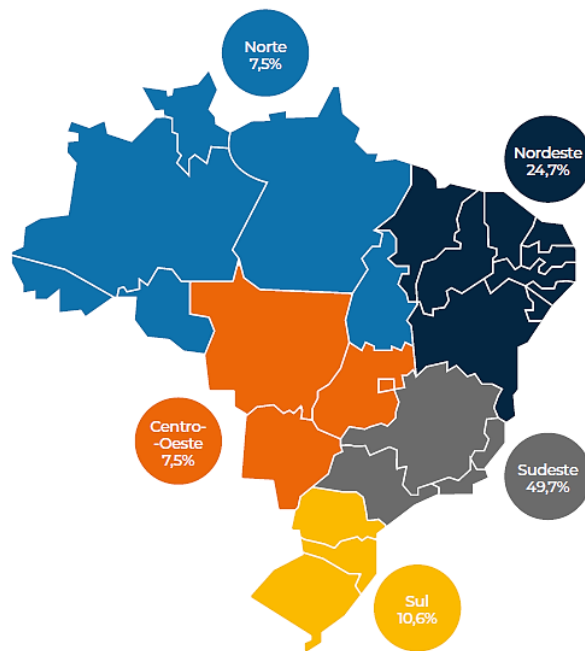 Norte
7,5%
Nordeste
24,7%
Centro-
-Oeste
7,5%
Sudeste
49,7%
Sul
10,6%